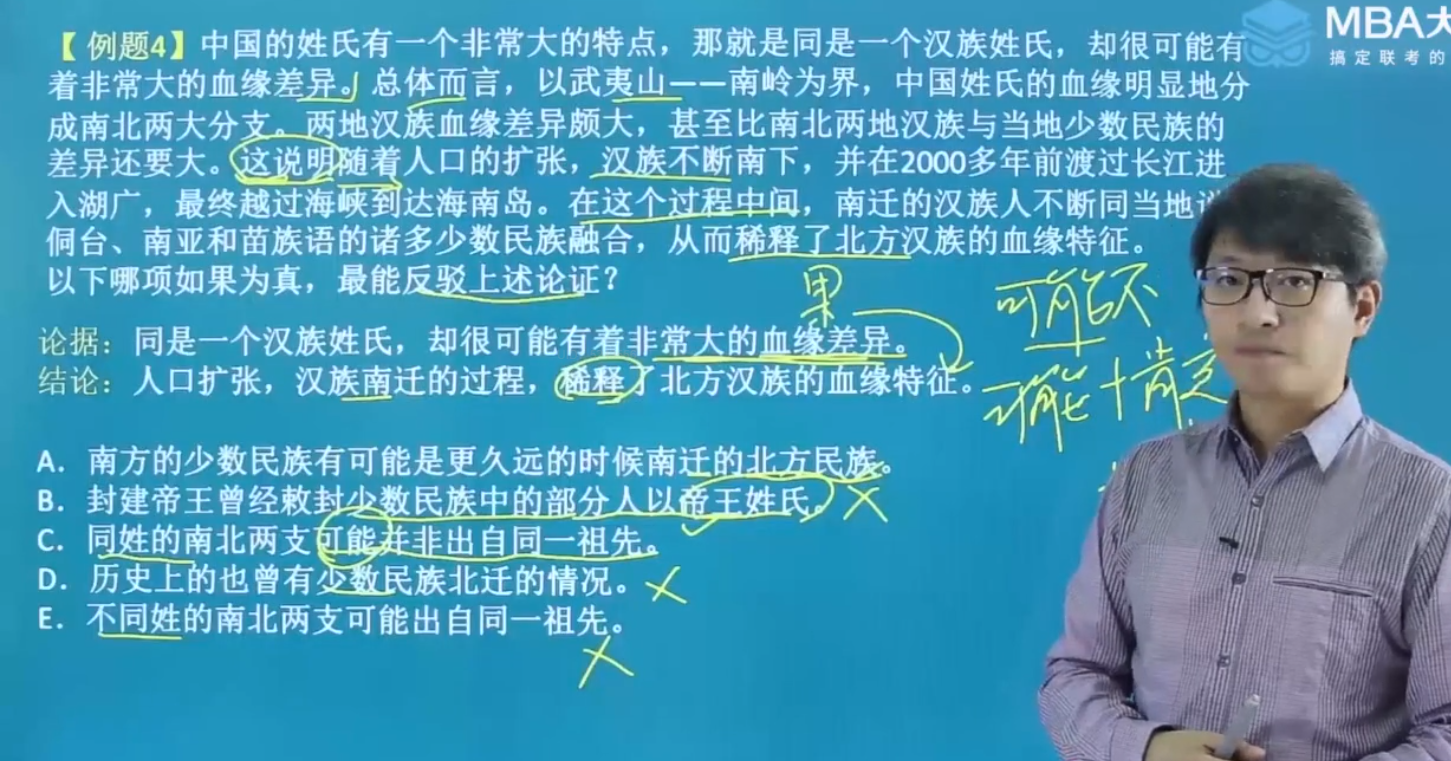 MBA大
搞定联考的
【例题4】中国的姓氏有一个非常大的特点，那就是同是一个汉族姓氏，却很可能有
着非常大的血缘差异。总体而言，以武夷山——南岭为界，中国姓氏的血缘明显地分
成南北两大分支。两地汉族血缘差异颇大，甚至比南北两地汉族与当地少数民族的
差异还要大。这说明随着人口的扩张，汉族不断南下，并在2000多年前渡过长江进
入湖广，最终越过海峡到达海南岛。在这个过程中间，南迁的汉族人不断同当地
侗台、南亚和苗族语的诸多少数民族融合，从而稀释了北方汉族的血缘特征。
以下哪项如果为真，最能反驳上述论证？
果
可能不
论据：同是一个汉族姓氏，却很可能有着非常大的血缘差异。
结论：人口扩张，汉族南迁的过程，稀释了北方汉族的血缘特征。
可能十肯定
A. 南方的少数民族有可能是更久远的时候南迁的北方民族。
B. 封建帝王曾经敕封少数民族中的部分人以帝王姓氏。
C. 同姓的南北两支可能并非出自同一祖先。
D. 历史上的也曾有少数民族北迁的情况。
E. 不同姓的南北两支可能出自同一祖先。